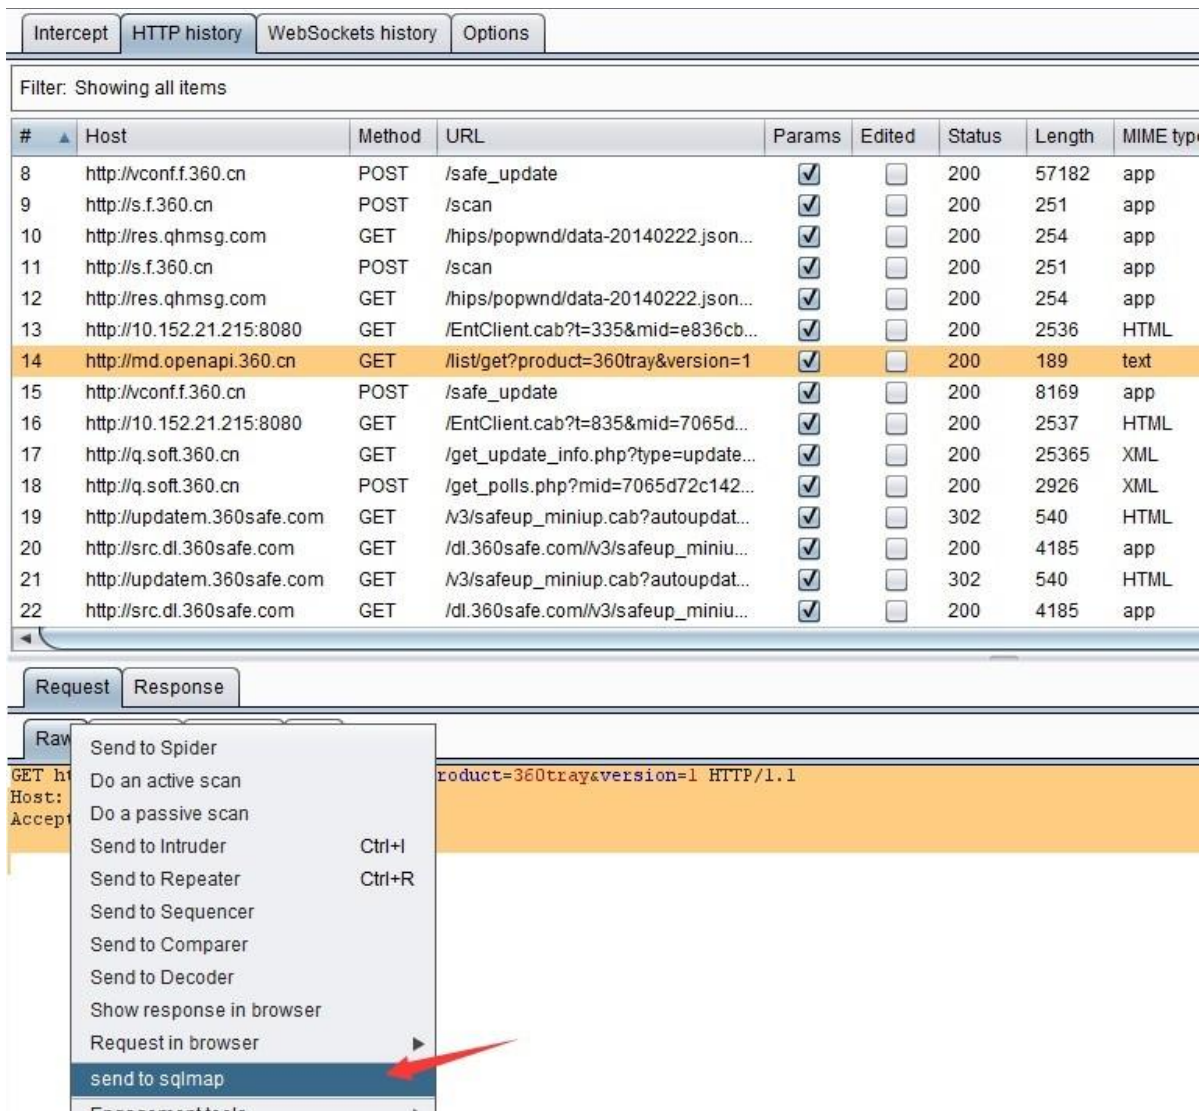 Intercept HTTP history WebSockets history Options
Filter: Showing all items
# Host Method URL Params Edited Status Length MIME typ
8 http://vconf.f.360.cn POST /safe_update 200 57182 app
9 http://s.f.360.cn POST /scan 200 251 app
10 http://res.qhmsg.com GET /hips/popwnd/data-20140222.json... 200 254 app
11 http://s.f.360.cn POST /scan 200 251 app
12 http://res.qhmsg.com GET /hips/popwnd/data-20140222.json... 200 254 app
13 http://10.152.21.215:8080 GET /EntClient.cab?t=335&mid=e836cb... 200 2536 HTML
14 http://md.openapi.360.cn GET /list/get?product=360tray&version=1 200 189 text
15 http://vconf.f.360.cn POST /safe_update 200 8169 app
16 http://10.152.21.215:8080 GET /EntClient.cab?t=835&mid=7065d... 200 2537 HTML
17 http://q.soft.360.cn GET /get_update_info.php?type=update... 200 25365 XML
18 http://q.soft.360.cn POST /get_polls.php?mid=7065d72c142... 200 2926 XML
19 http://updatem.360safe.com GET /v3/safeup_miniup.cab?autoupdat... 302 540 HTML
20 http://src.dl.360safe.com GET /dl.360safe.com//v3/safeup_miniu... 200 4185 app
21 http://updatem.360safe.com GET /v3/safeup_miniup.cab?autoupdat... 302 540 HTML
22 http://src.dl.360safe.com GET /dl.360safe.com//v3/safeup_miniu... 200 4185 app
Request Response
Raw
GET ht roduct=360tray&version=1 HTTP/1.1
Host:
Accept
Send to Spider
Do an active scan
Do a passive scan
Send to Intruder Ctrl+I
Send to Repeater Ctrl+R
Send to Sequencer
Send to Comparer
Send to Decoder
Show response in browser
Request in browser
send to sqlmap